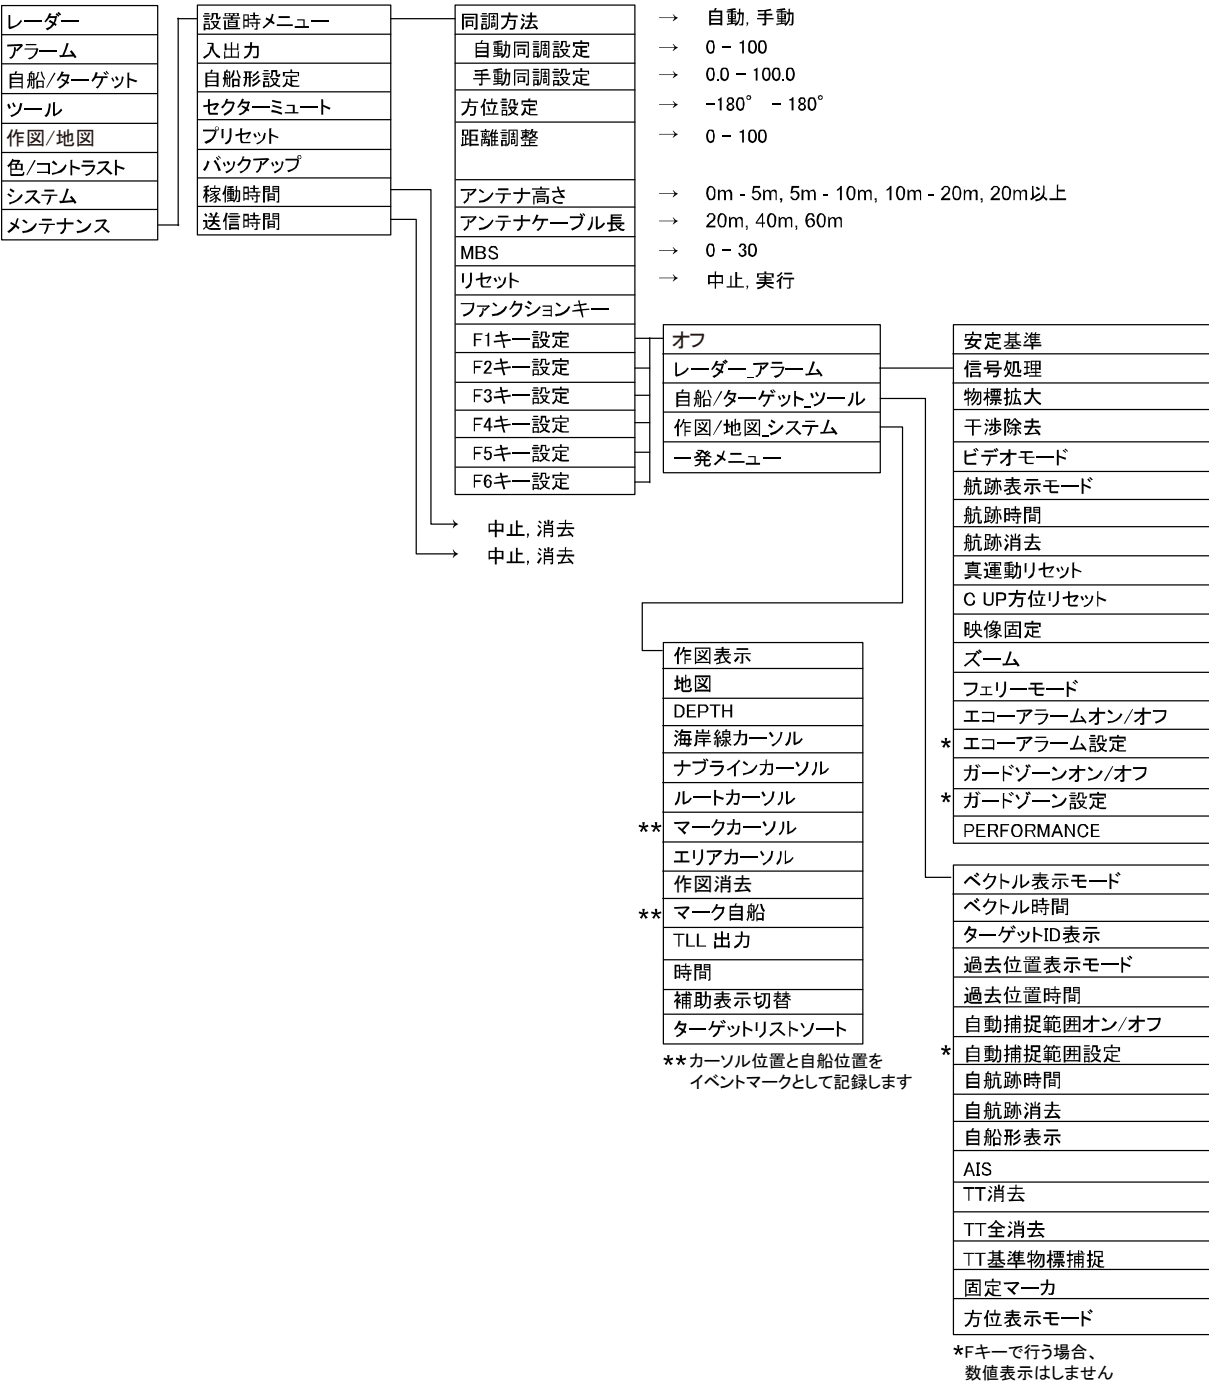 レーダー
アラーム
自船/ターゲット
ツール
作図/地図
色/コントラスト
システム
メンテナンス
設置時メニュー
入出力
自船形設定
セクターミュート
プリセット
バックアップ
稼働時間
送信時間
同調方法 → 自動, 手動
自動同調設定 → 0 - 100
手動同調設定 → 0.0 - 100.0
方位設定 → -180° - 180°
距離調整 → 0 - 100
アンテナ高さ → 0m - 5m, 5m - 10m, 10m - 20m, 20m以上
アンテナケーブル長 → 20m, 40m, 60m
MBS → 0 - 30
リセット → 中止, 実行
ファンクションキー
F1キー設定
F2キー設定
F3キー設定
F4キー設定
F5キー設定
F6キー設定
中止, 消去
中止, 消去
オフ
レーダー_アラーム
自船/ターゲット_ツール
作図/地図_システム
一発メニュー
安定基準
信号処理
物標拡大
干渉除去
ビデオモード
航跡表示モード
航跡時間
航跡消去
真運動リセット
C UP方位リセット
映像固定
ズーム
フェリーモード
エコーアラームオン/オフ
* エコーアラーム設定
ガードゾーンオン/オフ
* ガードゾーン設定
PERFORMANCE
作図表示
地図
DEPTH
海岸線カーソル
ナブラインカーソル
ルートカーソル
** マークカーソル
エリアカーソル
作図消去
** マーク自船
TLL 出力
時間
補助表示切替
ターゲットリストソート
**カーソル位置と自船位置を
イベントマークとして記録します
ベクトル表示モード
ベクトル時間
ターゲットID表示
過去位置表示モード
過去位置時間
自動捕捉範囲オン/オフ
* 自動捕捉範囲設定
自航跡時間
自航跡消去
自船形表示
AIS
TT消去
TT全消去
TT基準物標捕捉
固定マーカ
方位表示モード
*Fキーで行う場合、
数値表示はしません